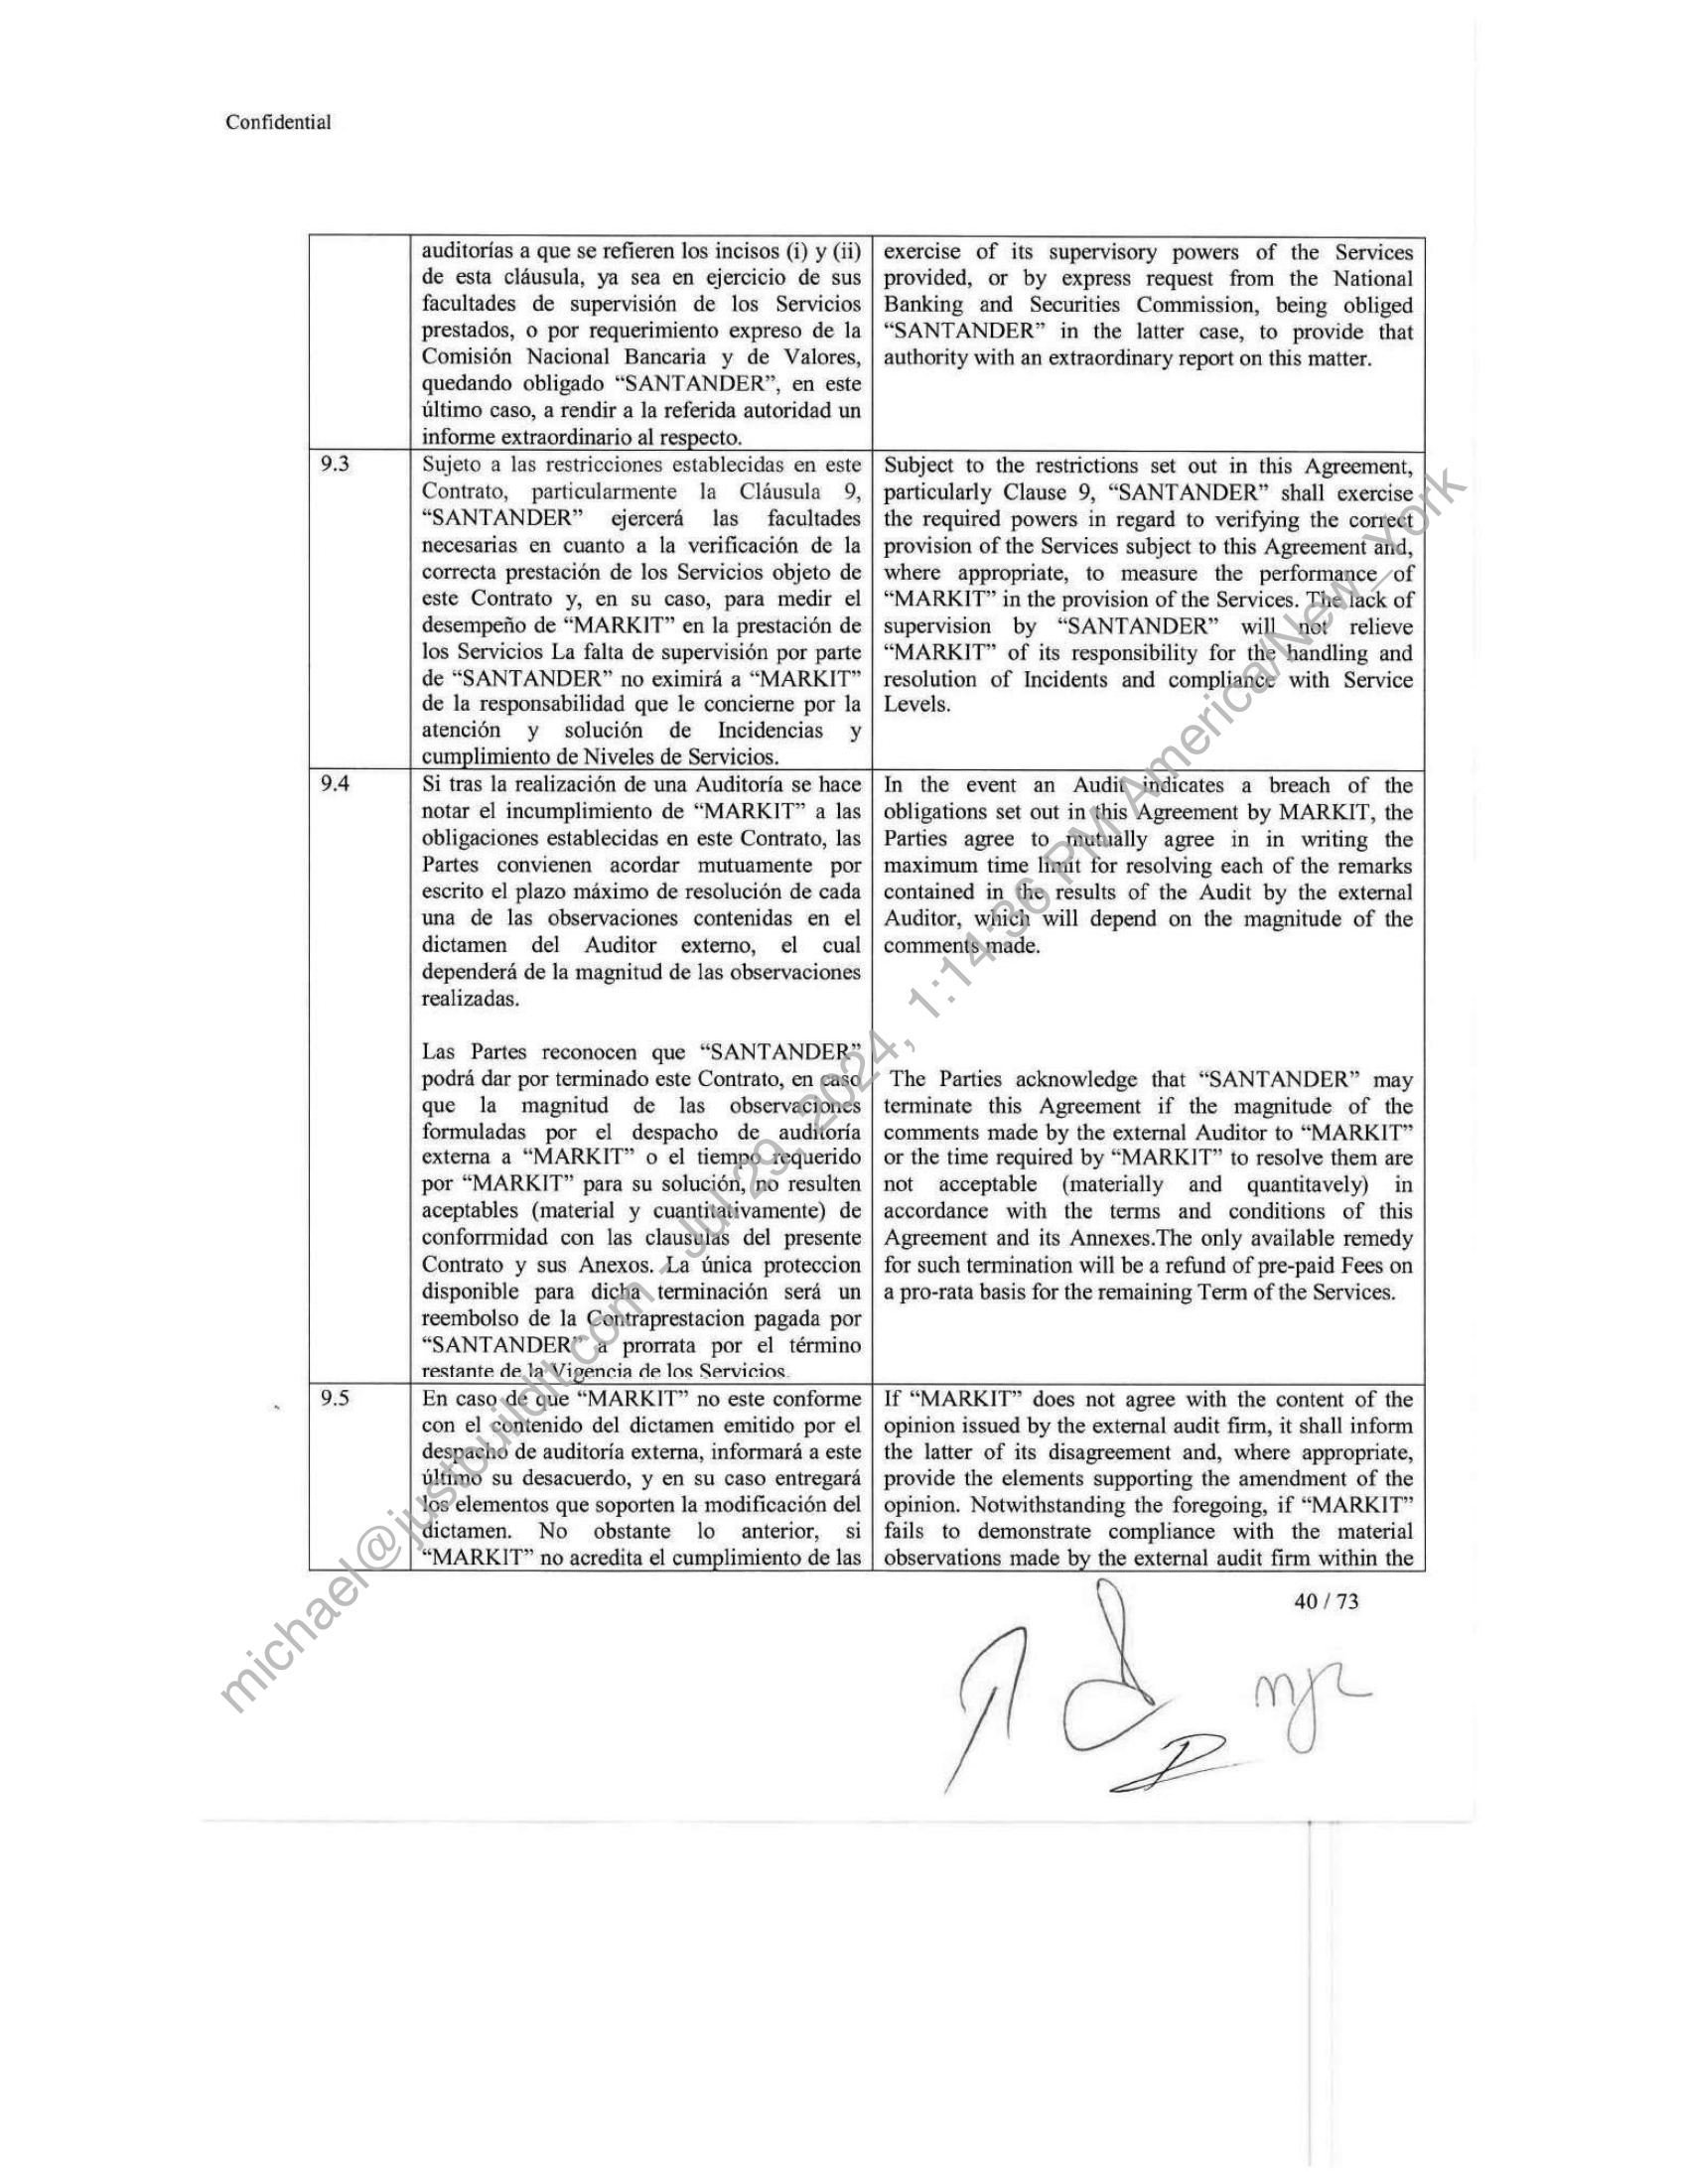 Confidential
auditorías a que se refieren los incisos (i) y (ii)
de esta cláusula, ya sea en ejercicio de sus
facultades de supervisión de los Servicios
prestados, o por requerimiento expreso de la
Comisión Nacional Bancaria y de Valores,
quedando obligado “SANTANDER”, en este
último caso, a rendir a la referida autoridad un
informe extraordinario al respecto.
exercise of its supervisory powers of the Services
provided, or by express request from the National
Banking and Securities Commission, being obliged
“SANTANDER” in the latter case, to provide that
authority with an extraordinary report on this matter.
9.3
Sujeto a las restricciones establecidas en este
Contrato, particularmente la Cláusula 9,
“SANTANDER” ejercerá las facultades
necesarias en cuanto a la verificación de la
correcta prestación de los Servicios objeto de
este Contrato y, en su caso, para medir el
desempeño de “MARKIT” en la prestación de
los Servicios La falta de supervisión por parte
de “SANTANDER” no eximirá a “MARKIT”
de la responsabilidad que le concierne por la
atención y solución de Incidencias y
cumplimiento de Niveles de Servicios.
Subject to the restrictions set out in this Agreement,
particularly Clause 9, “SANTANDER” shall exercise
the required powers in regard to verifying the correct
provision of the Services subject to this Agreement and,
where appropriate, to measure the performance of
“MARKIT” in the provision of the Services. The lack of
supervision by “SANTANDER” will not relieve
“MARKIT” of its responsibility for the handling and
resolution of Incidents and compliance with Service
Levels.
9.4
Si tras la realización de una Auditoría se hace
notar el incumplimiento de “MARKIT” a las
obligaciones establecidas en este Contrato, las
Partes convienen acordar mutuamente por
escrito el plazo máximo de resolución de cada
una de las observaciones contenidas en el
dictamen del Auditor externo, el cual
dependerá de la magnitud de las observaciones
realizadas.
Las Partes reconocen que “SANTANDER”
podrá dar por terminado este Contrato, en caso
que la magnitud de las observaciones
formuladas por el despacho de auditoría
externa a “MARKIT” o el tiempo requerido
por “MARKIT” para su solución, no resulten
aceptables (material y cuantitativamente) de
conforrmidad con las clausulas del presente
Contrato y sus Anexos. La única proteccion
disponible para dicha terminación será un
reembolso de la Contraprestacion pagada por
“SANTANDER” a prorrata por el término
restante de la Vigencia de los Servicios.
In the event an Audit indicates a breach of the
obligations set out in this Agreement by MARKIT, the
Parties agree to mutually agree in in writing the
maximum time limit for resolving each of the remarks
contained in the results of the Audit by the external
Auditor, which will depend on the magnitude of the
comments made.
The Parties acknowledge that “SANTANDER” may
terminate this Agreement if the magnitude of the
comments made by the external Auditor to “MARKIT”
or the time required by “MARKIT” to resolve them are
not acceptable (materially and quantitavely) in
accordance with the terms and conditions of this
Agreement and its Annexes.The only available remedy
for such termination will be a refund of pre-paid Fees on
a pro-rata basis for the remaining Term of the Services.
9.5
En caso de que “MARKIT” no este conforme
con el contenido del dictamen emitido por el
despacho de auditoría externa, informará a este
último su desacuerdo, y en su caso entregará
los elementos que soporten la modificación del
dictamen. No obstante lo anterior, si
“MARKIT” no acredita el cumplimiento de las
If “MARKIT” does not agree with the content of the
opinion issued by the external audit firm, it shall inform
the latter of its disagreement and, where appropriate,
provide the elements supporting the amendment of the
opinion. Notwithstanding the foregoing, if “MARKIT”
fails to demonstrate compliance with the material
observations made by the external audit firm within the
40 / 73
michael@justbuildit.com - Jul 29, 2024, 1:14:36 PM America/New_York